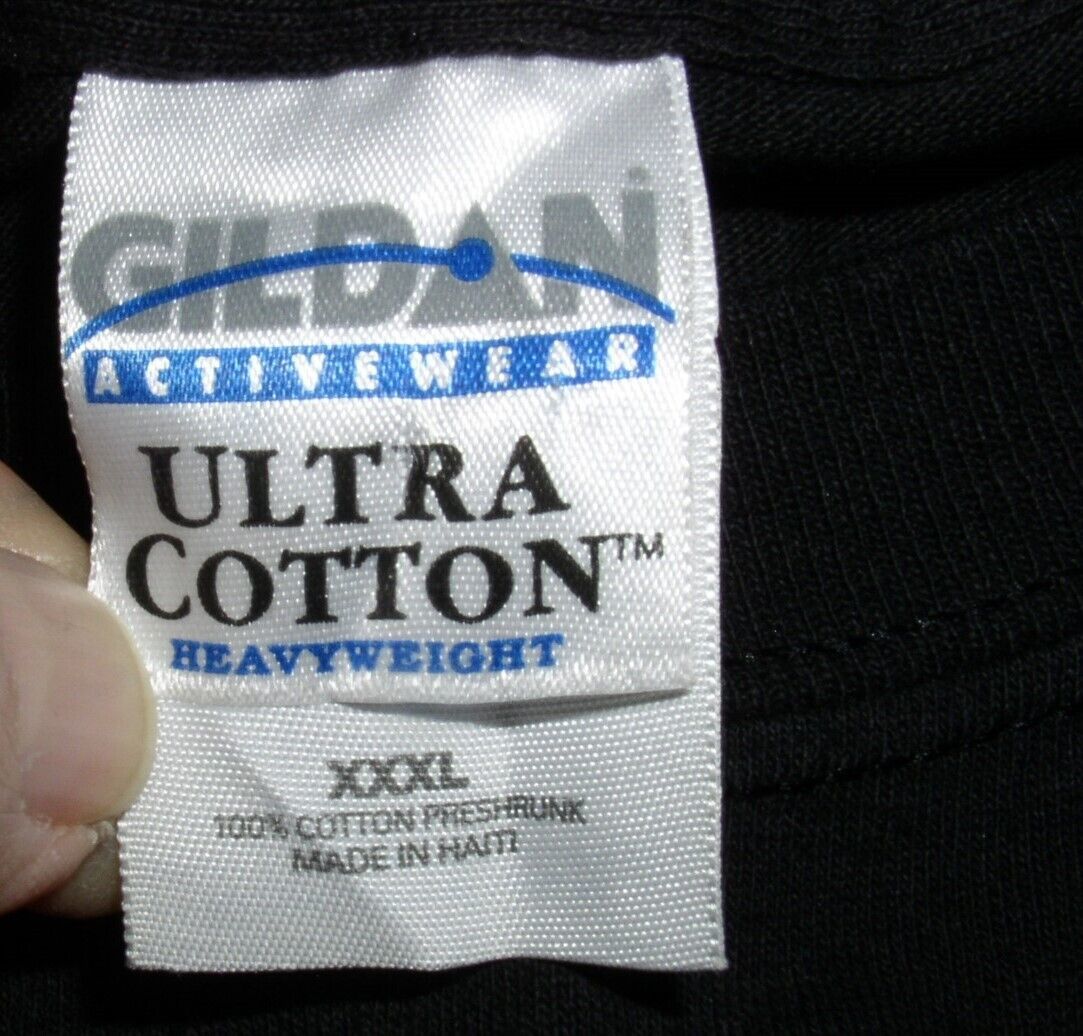 GILDAN
ACTIVEWEAR
ULTRA
COTTON™
HEAVYWEIGHT
XXXL
100% COTTON PRESHRUNK
MADE IN HAITI